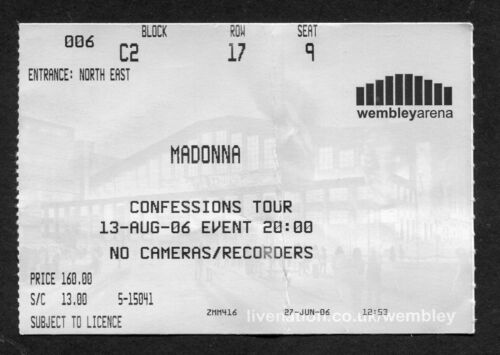 006 BLOCK ROW SEAT
C2 17 9
ENTRANCE: NORTH EAST
wembleyarena
MADONNA
CONFESSIONS TOUR
13-AUG-06 EVENT 20:00
NO CAMERAS/RECORDERS
PRICE 160.00
S/C 13.00 5-15041
ZMM416 27-JUN-06 12:53
SUBJECT TO LICENCE
livenation.co.uk/wembley